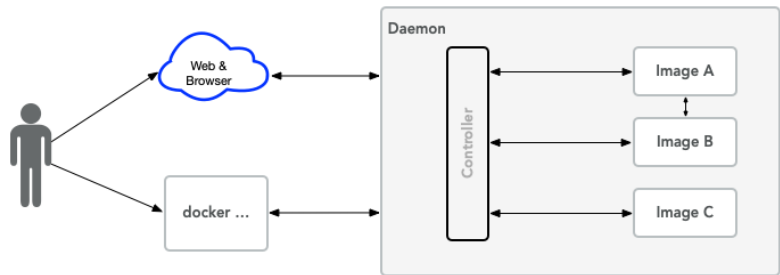 Daemon
Web &
Browser
Image A
Controller
Image B
docker ...
Image C